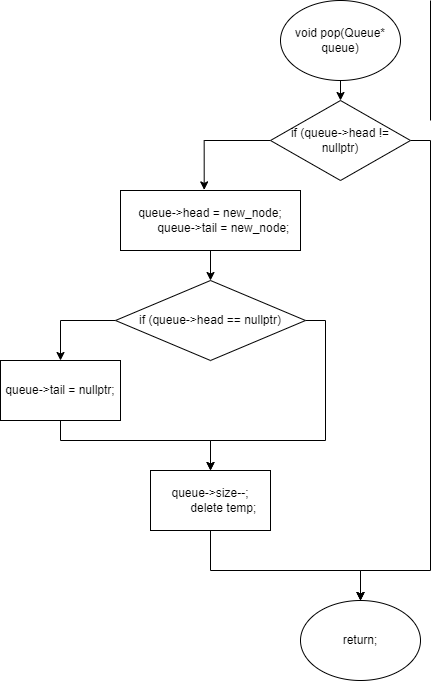 void pop(Queue*
queue)
if (queue->head !=
nullptr)
queue->head = new_node;
queue->tail = new_node;
if (queue->head == nullptr)
queue->tail = nullptr;
queue->size--;
delete temp;
return;